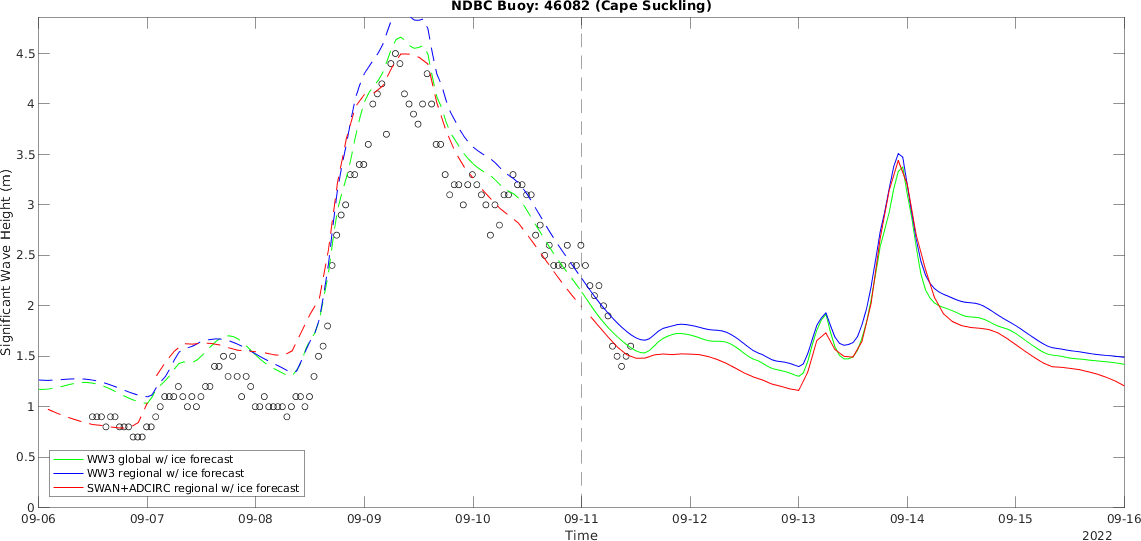 NDBC Buoy: 46082 (Cape Suckling)
4.5
4
3.5
3
2.5
2
1.5
1
0.5
0
Significant Wave Height (m)
WW3 global w/ ice forecast
WW3 regional w/ ice forecast
SWAN+ADCIRC regional w/ ice forecast
09-06 09-07 09-08 09-09 09-10 09-11 09-12 09-13 09-14 09-15 09-16
Time
2022